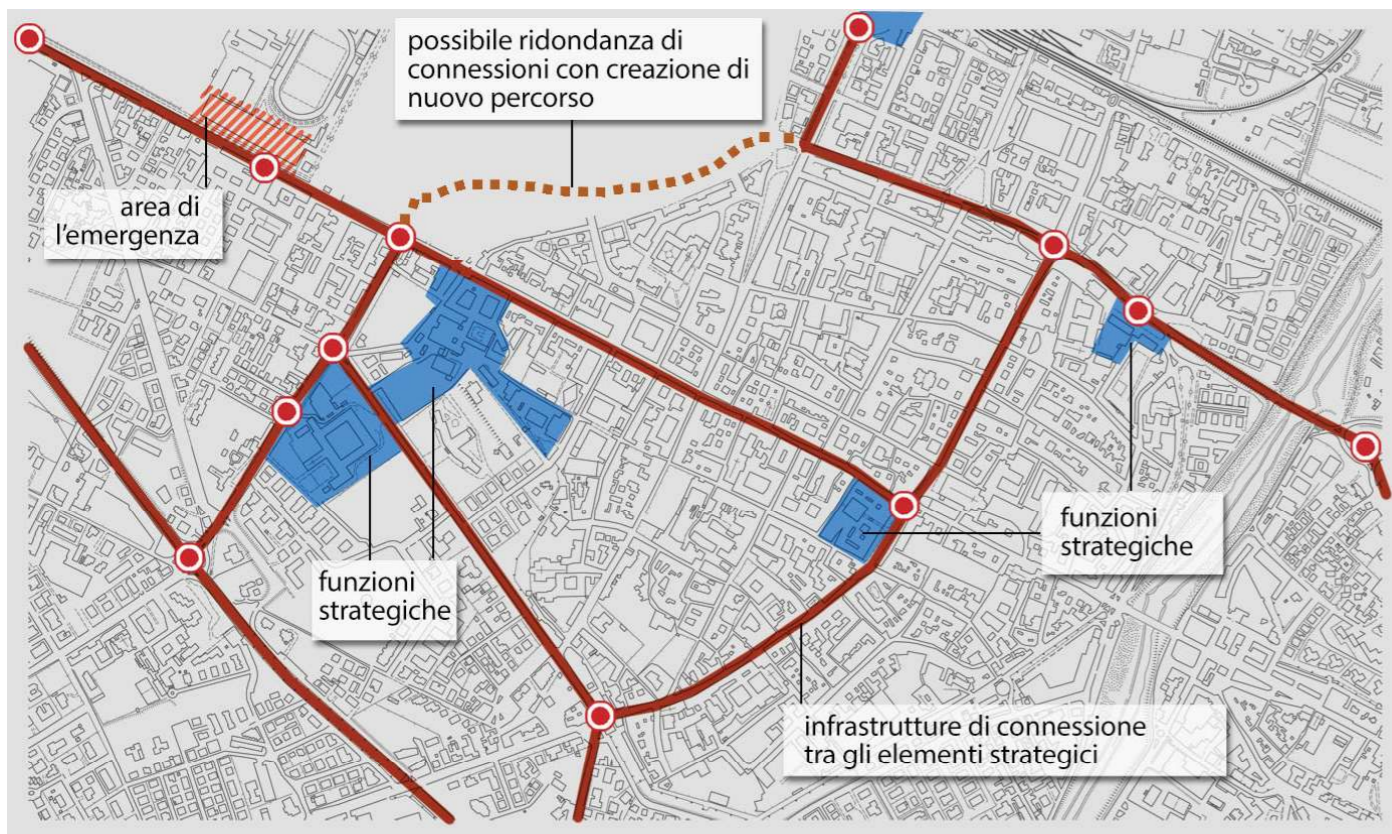 possibile ridondanza di
connessioni con creazione di
nuovo percorso
area di
l'emergenza
funzioni
strategiche
funzioni
strategiche
infrastrutture di connessione
tra gli elementi strategici